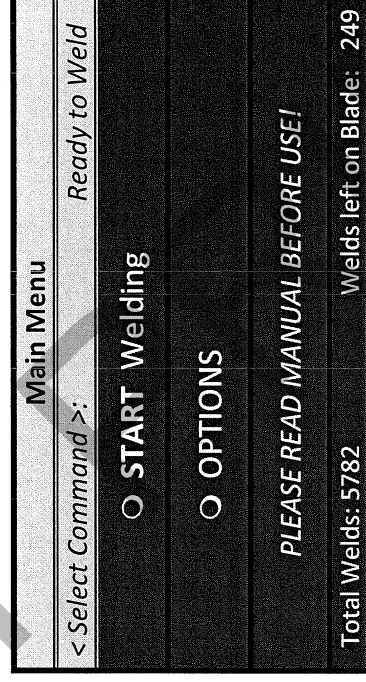 Main Menu
< Select Command >: Ready to Weld
START Welding
OPTIONS
PLEASE READ MANUAL BEFORE USE!
Total Welds: 5782 Welds left on Blade: 249